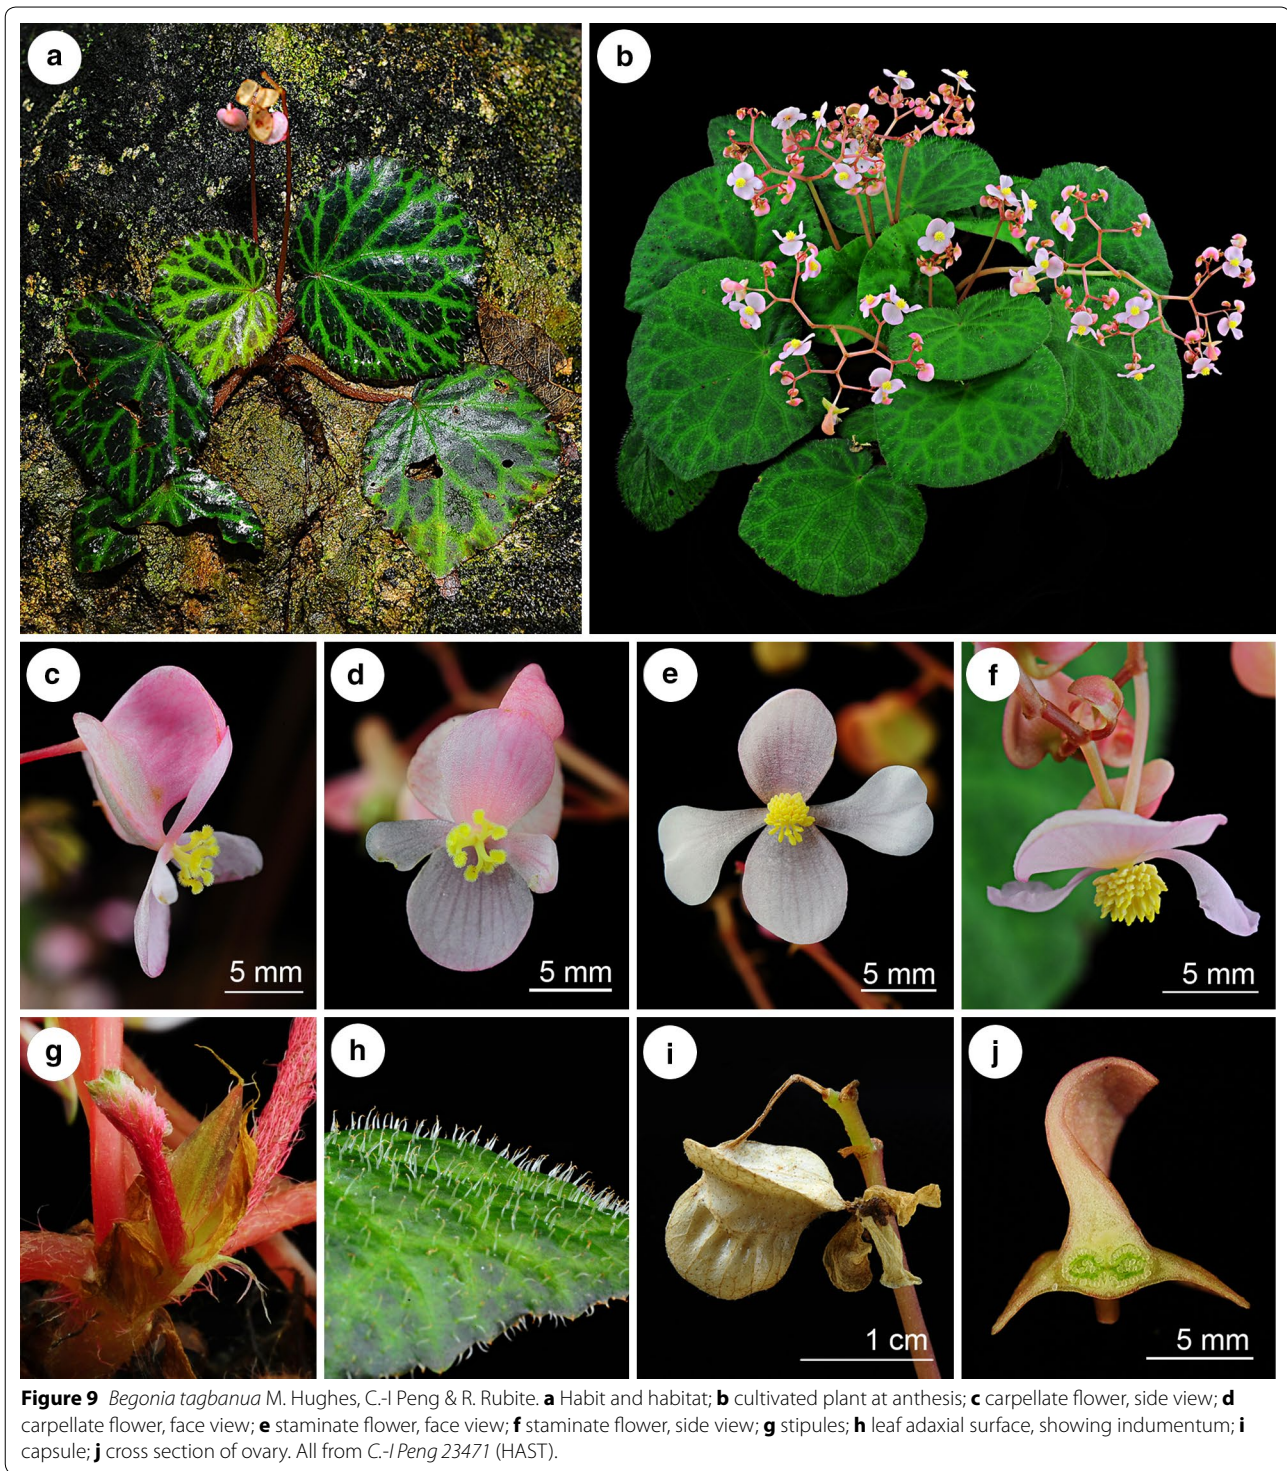 a
b
c
5 mm
d
5 mm
e
5 mm
f
5 mm
g
h
i
1 cm
j
5 mm
Figure 9 Begonia tagbanua M. Hughes, C.-I Peng & R. Rubite. a Habit and habitat; b cultivated plant at anthesis; c carpellate flower, side view; d
carpellate flower, face view; e staminate flower, face view; f staminate flower, side view; g stipules; h leaf adaxial surface, showing indumentum; i
capsule; j cross section of ovary. All from C.-I Peng 23471 (HAST).